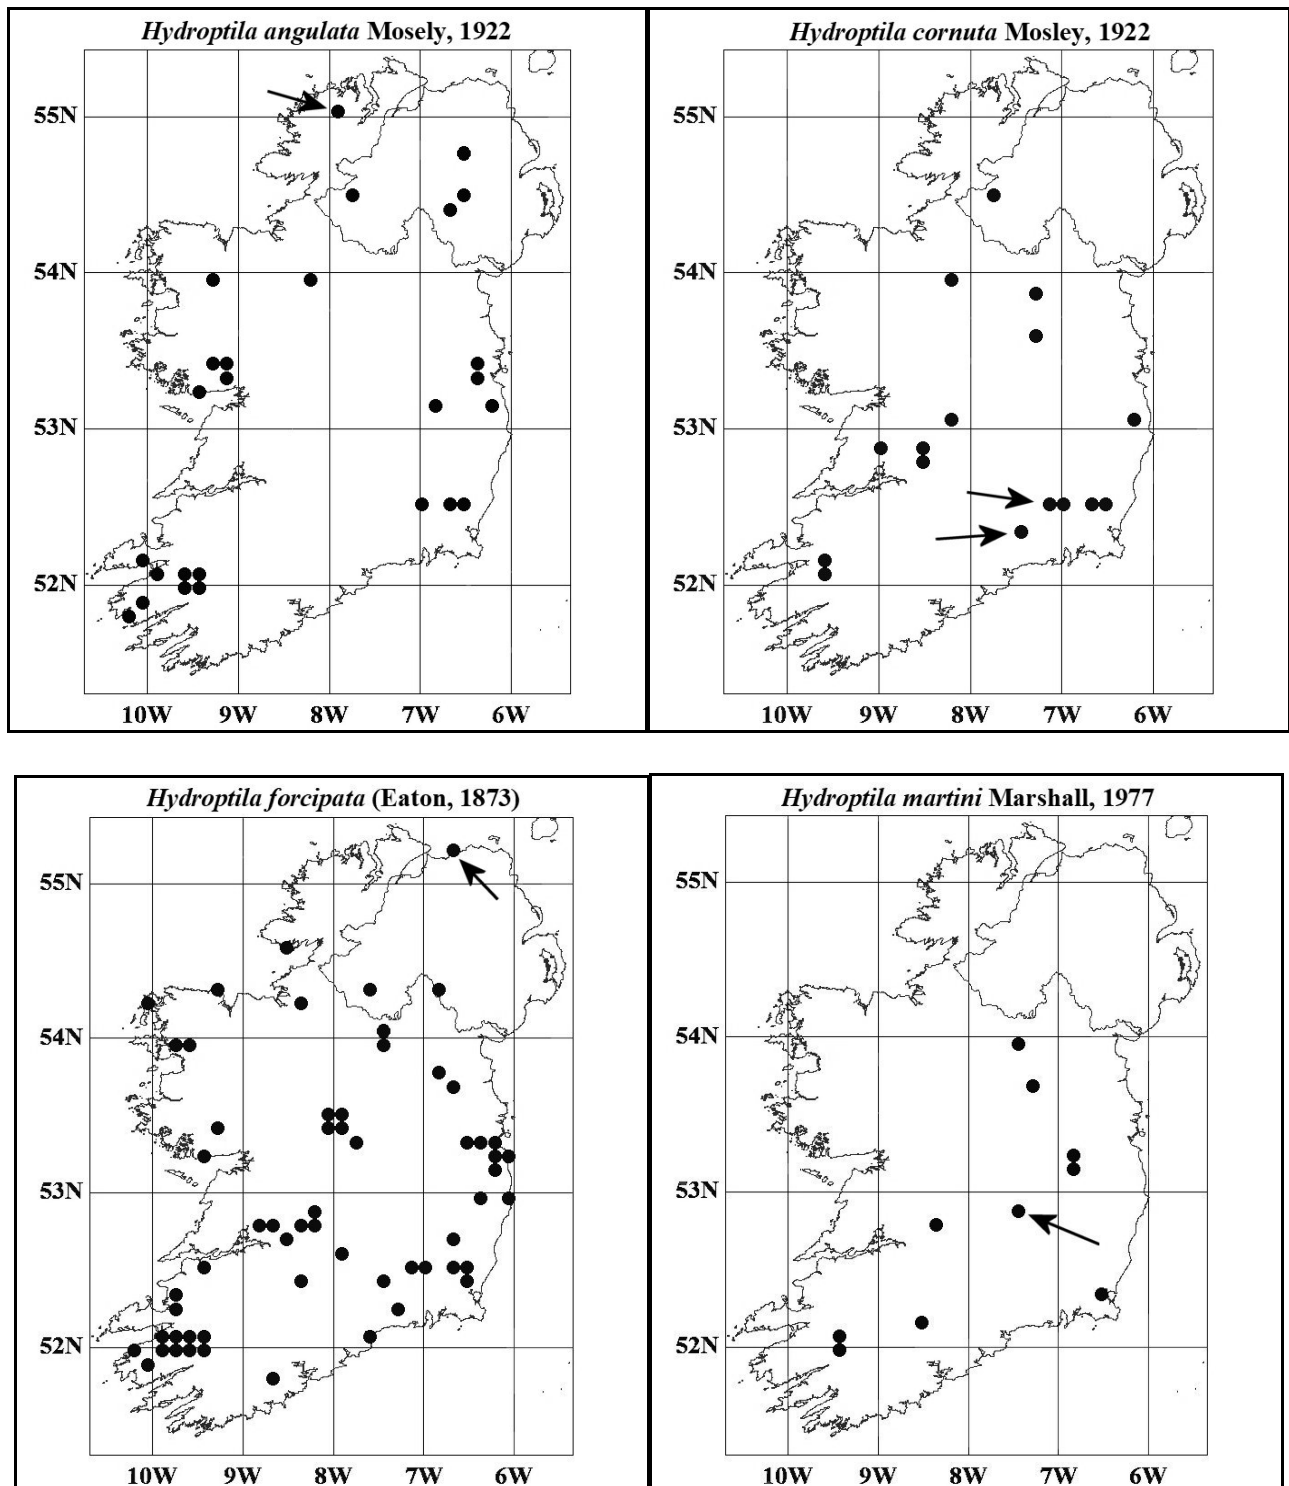 Hydroptila angulata Mosely, 1922
55N
54N
53N
52N
10W 9W 8W 7W 6W
Hydroptila cornuta Mosley, 1922
55N
54N
53N
52N
10W 9W 8W 7W 6W
Hydroptila forcipata (Eaton, 1873)
55N
54N
53N
52N
10W 9W 8W 7W 6W
Hydroptila martini Marshall, 1977
55N
54N
53N
52N
10W 9W 8W 7W 6W